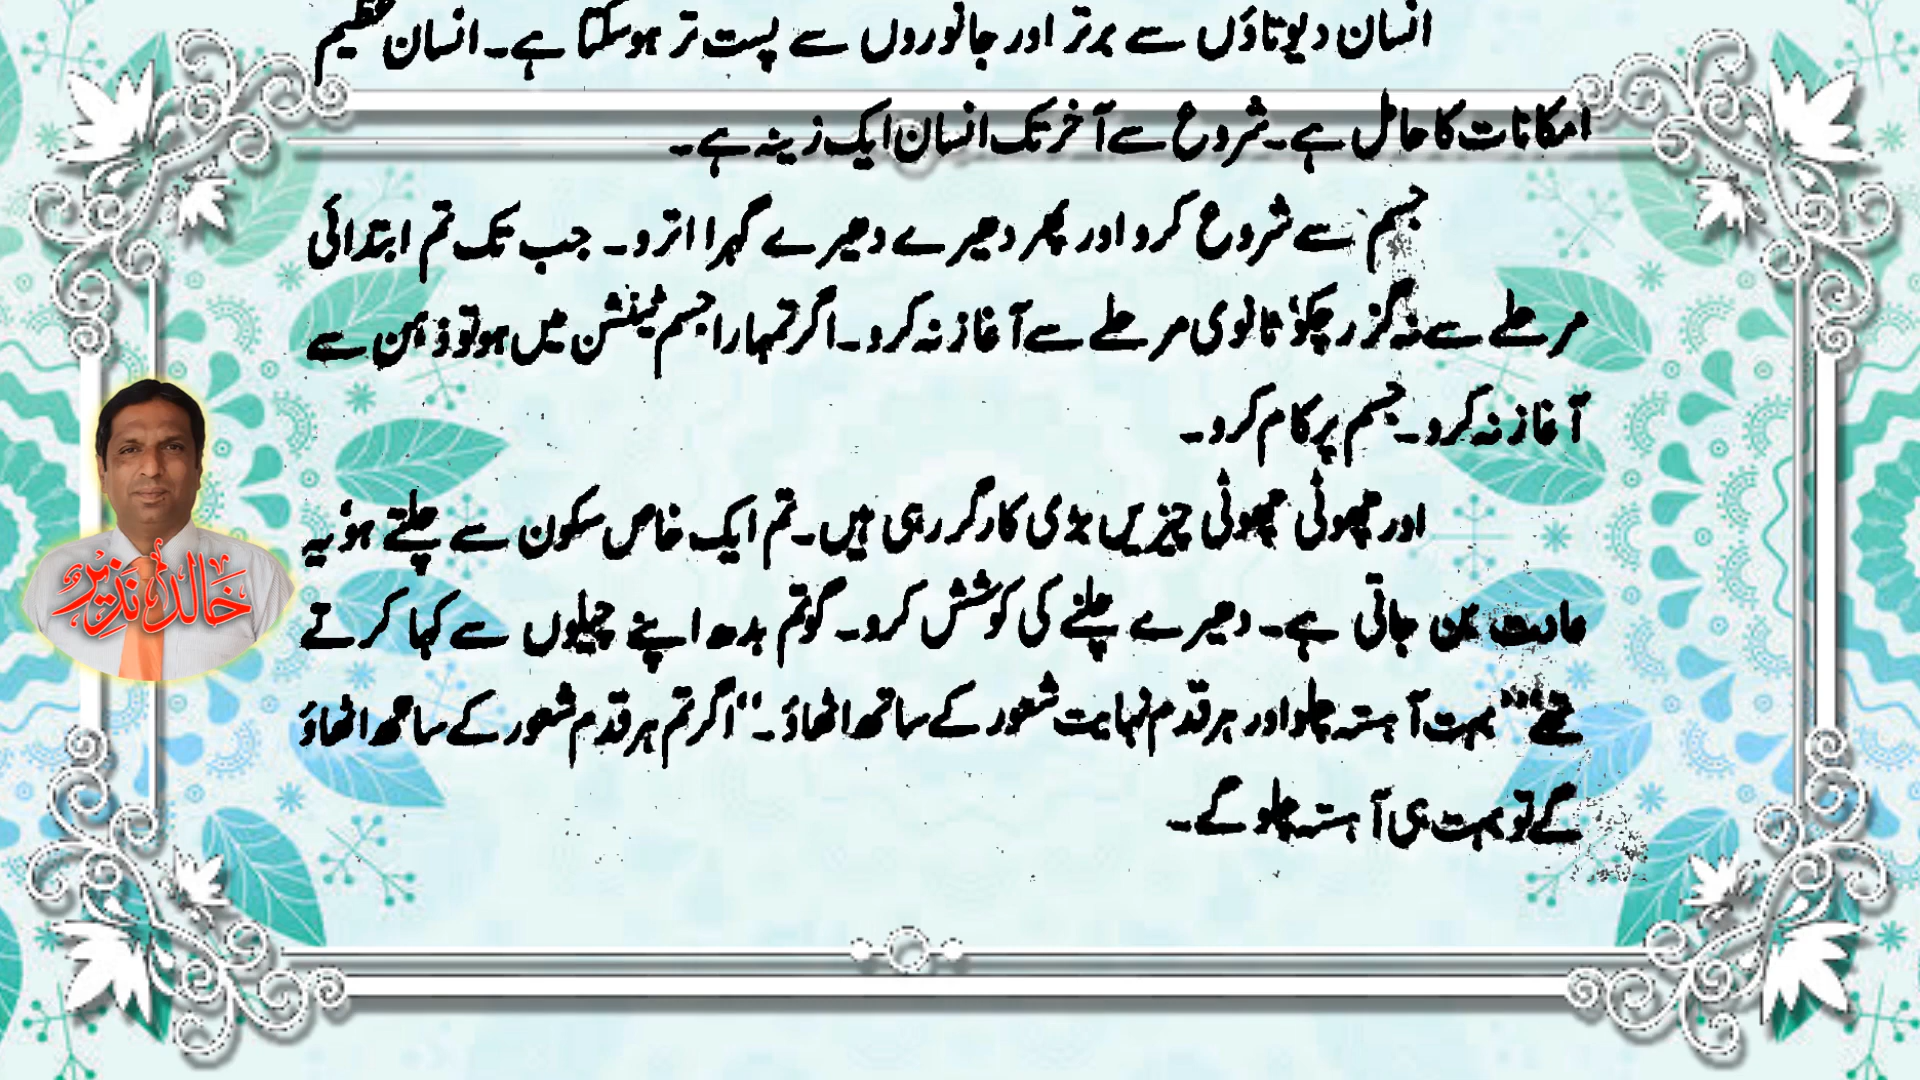 انسان دیوتاؤں سے برتر اور جانوروں سے پست تر ہوسکتا ہے۔ انسان عظیم
امکانات کا حامل ہے۔ شروع سے آخر تک انسان ایک زینہ ہے۔
جسم سے شروع کرو اور پھر دھیرے دھیرے گہرا اترو۔ جب تک تم ابتدائی
مرحلے سے نہ گزر چکو‘ ثانوی مرحلے سے آغاز نہ کرو۔ اگر تمہارا جسم ٹینشن میں ہو تو ذہن سے
آغاز نہ کرو۔ جسم پر کام کرو۔
اور چھوٹی چھوٹی چیزیں بڑی کارگر رہی ہیں۔ تم ایک خاص سکون سے چلتے ہو‘ یہ
عادت بن جاتی ہے۔ دھیرے چلنے کی کوشش کرو۔ گوتم بدھ اپنے چیلوں سے کہا کرتے
تھے ”بہت آہستہ چلو اور ہر قدم نہایت شعور کے ساتھ اٹھاؤ۔“ اگر تم ہر قدم شعور کے ساتھ اٹھاؤ
گے تو بہت ہی آہستہ چلو گے۔
خالد نذیر